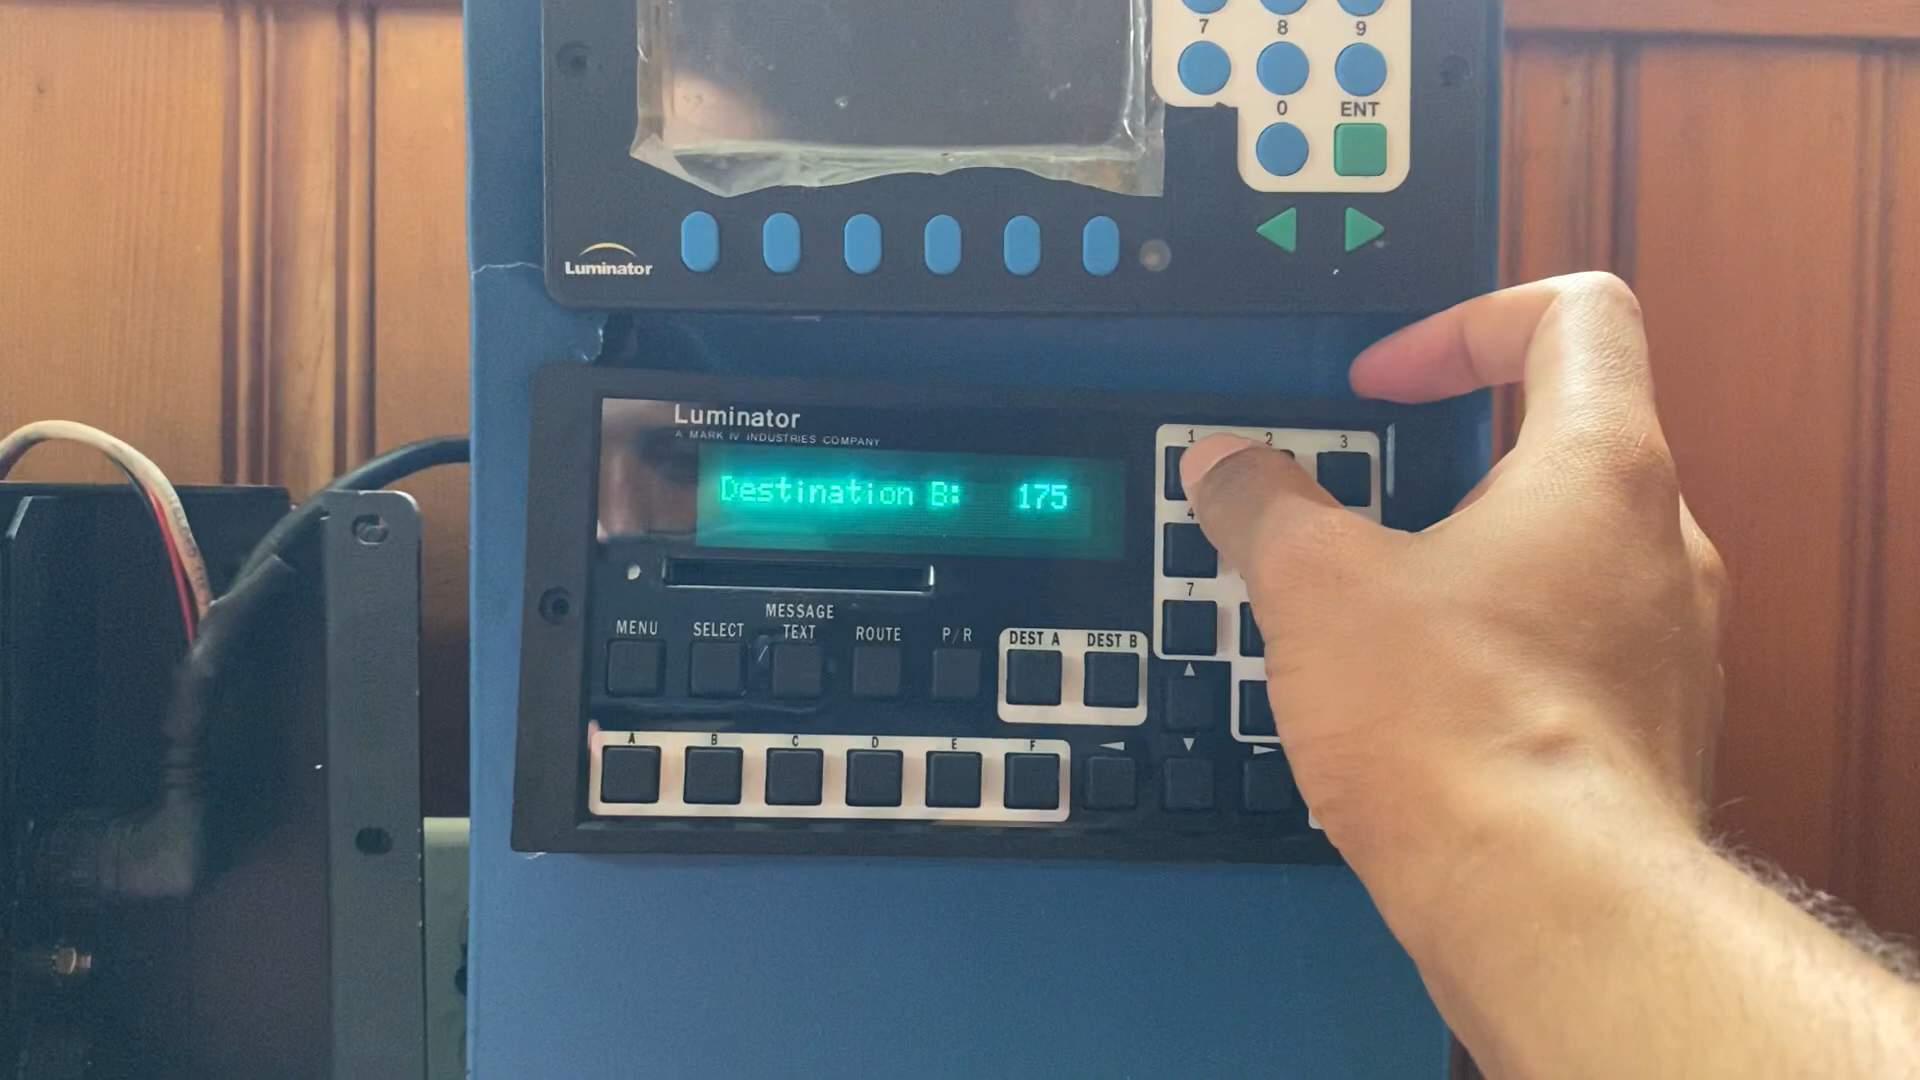 7 8 9
0 ENT
Luminator
Luminator
A MARK IV INDUSTRIES COMPANY
Destination B: 175
1 2 3
4
7
MESSAGE
MENU SELECT TEXT ROUTE P/R
DEST A DEST B
A B C D E F